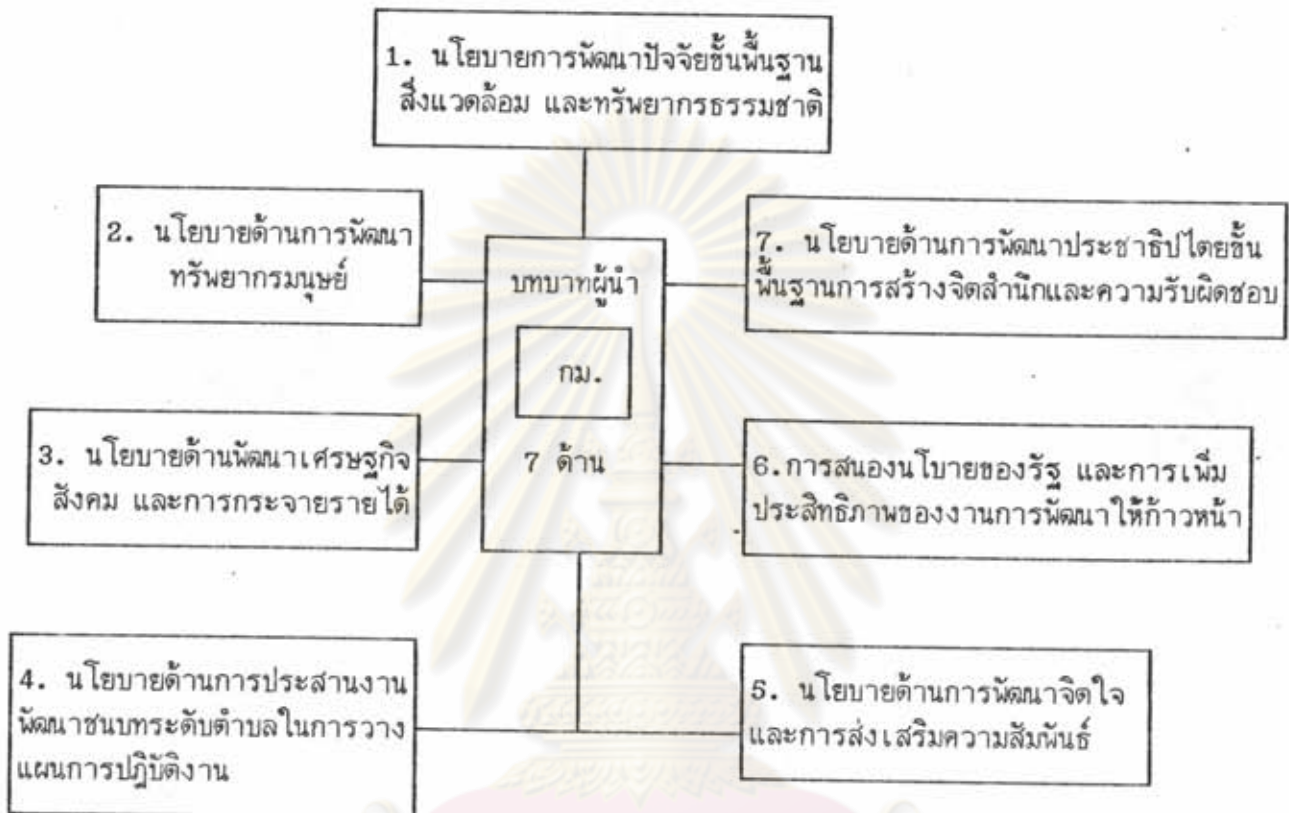 1. นโยบายการพัฒนาปัจจัยขั้นพื้นฐาน
สิ่งแวดล้อม และทรัพยากรธรรมชาติ
2. นโยบายด้านการพัฒนา
ทรัพยากรมนุษย์
7. นโยบายด้านการพัฒนาประชาธิปไตยขั้น
พื้นฐานการสร้างจิตสำนึกและความรับผิดชอบ
บทบาทผู้นำ
กม.
7 ด้าน
3. นโยบายด้านพัฒนาเศรษฐกิจ
สังคม และการกระจายรายได้
6.การสนองนโบายของรัฐ และการเพิ่ม
ประสิทธิภาพของงานการพัฒนาให้ก้าวหน้า
4. นโยบายด้านการประสานงาน
พัฒนาชนบทระดับตำบลในการวาง
แผนการปฏิบัติงาน
5. นโยบายด้านการพัฒนาจิตใจ
และการส่งเสริมความสัมพันธ์